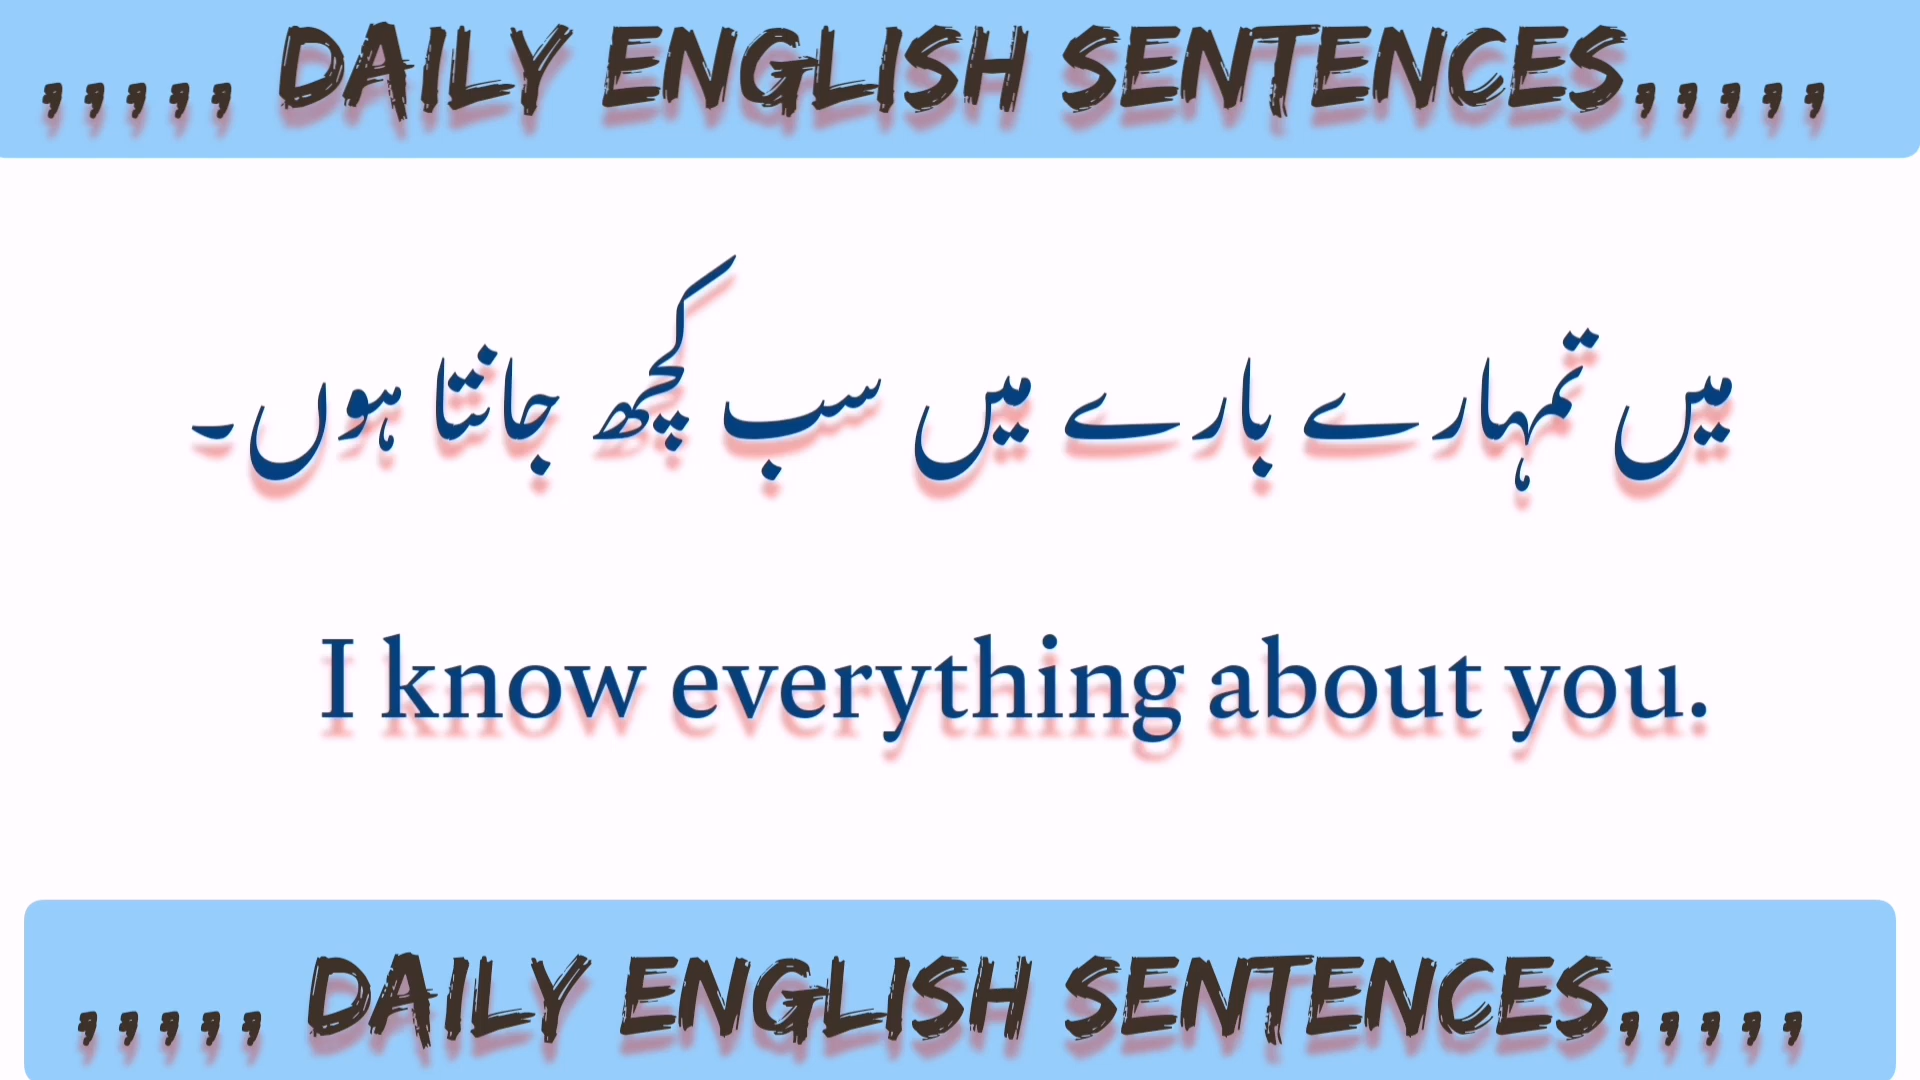 ,,,,, DAILY ENGLISH SENTENCES,,,,,
میں تمہارے بارے میں سب کچھ جانتا ہوں۔
I know everything about you.
,,,,, DAILY ENGLISH SENTENCES,,,,,